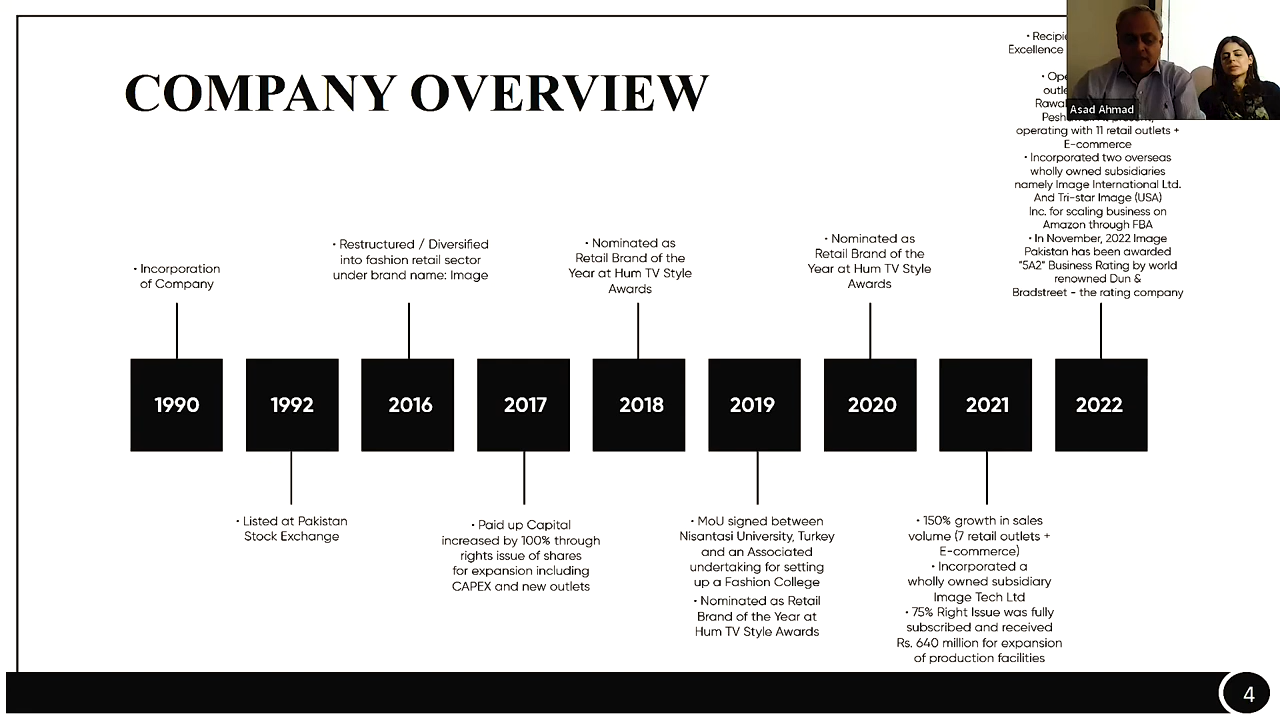 COMPANY OVERVIEW
Asad Ahmad
• Incorporation
of Company
• Restructured / Diversified
into fashion retail sector
under brand name: Image
• Nominated as
Retail Brand of the
Year at Hum TV Style
Awards
• Nominated as
Retail Brand of the
Year at Hum TV Style
Awards
Excellence
operating with 11 retail outlets +
E-commerce
• Incorporated two overseas
wholly owned subsidiaries
namely Image International Ltd.
And Tri-star Image (USA)
Inc. for scaling business on
Amazon through FBA
• In November, 2022 Image
Pakistan has been awarded
"5A2" Business Rating by world
renowned Dun &
Bradstreet - the rating company
1990
1992
2016
2017
2018
2019
2020
2021
2022
• Listed at Pakistan
Stock Exchange
• Paid up Capital
increased by 100% through
rights issue of shares
for expansion including
CAPEX and new outlets
• MoU signed between
Nisantasi University, Turkey
and an Associated
undertaking for setting
up a Fashion College
• Nominated as Retail
Brand of the Year at
Hum TV Style Awards
• 150% growth in sales
volume (7 retail outlets +
E-commerce)
• Incorporated a
wholly owned subsidiary
Image Tech Ltd
• 75% Right Issue was fully
subscribed and received
Rs. 640 million for expansion
of production facilities
4